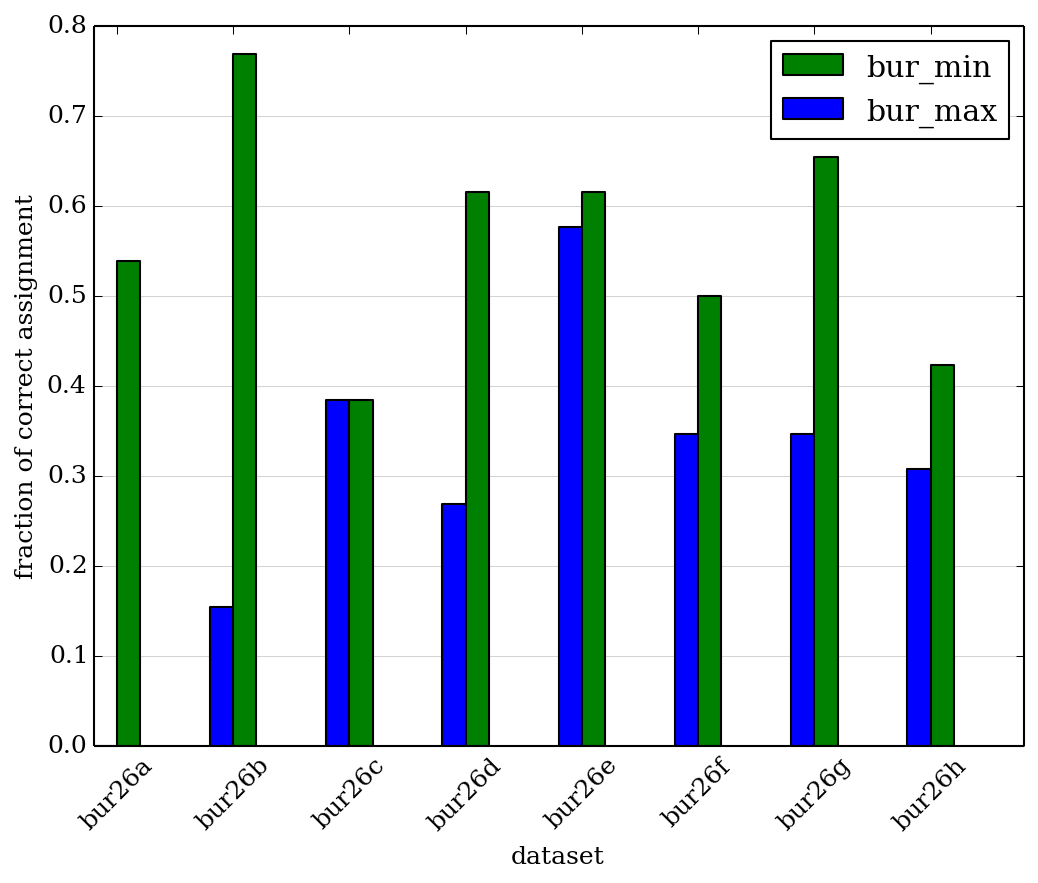 0.8
0.7
0.6
0.5
0.4
0.3
0.2
0.1
0.0
fraction of correct assignment
bur_min
bur_max
bur26a
bur26b
bur26c
bur26d
bur26e
bur26f
bur26g
bur26h
dataset